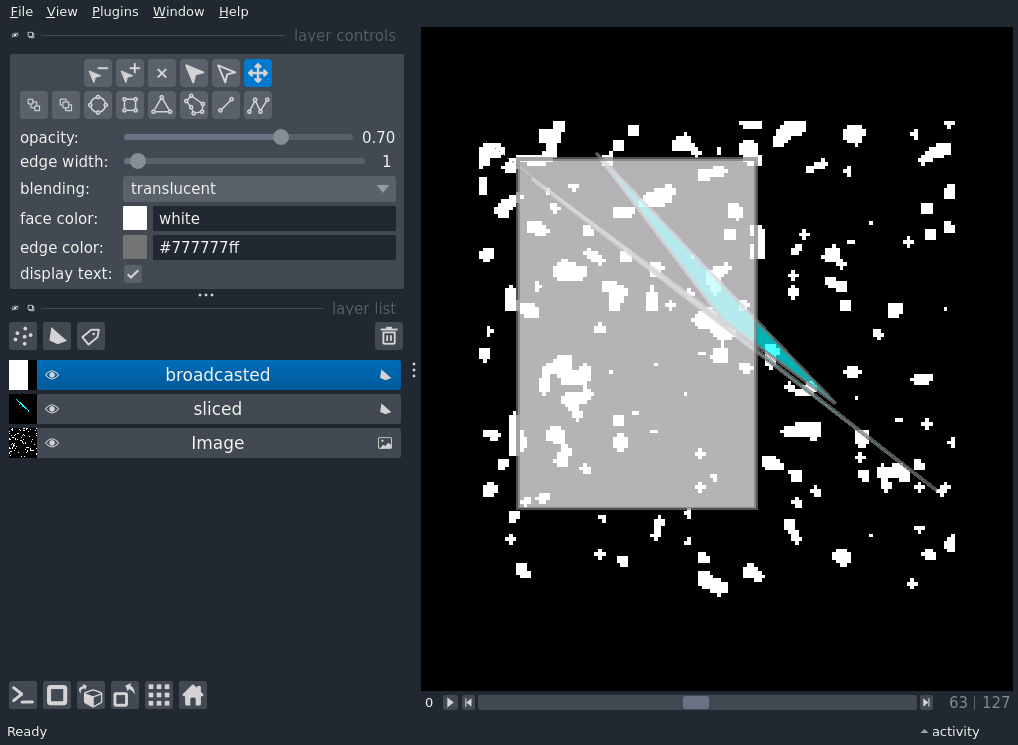 File View Plugins Window Help
layer controls
opacity: 0.70
edge width: 1
blending: translucent
face color: white
edge color: #777777ff
display text:
layer list
broadcasted
sliced
Image
0 63 | 127
Ready activity